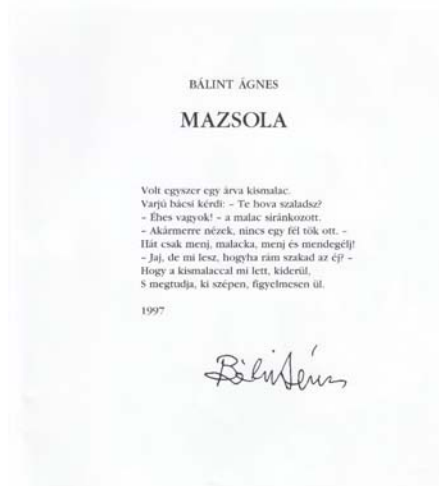 BÁLINT ÁGNES
MAZSOLA
Volt egyszer egy árva kismalac.
Varjú bácsi kérdi: – Te hova szaladsz?
– Éhes vagyok! – a malac siránkozott.
– Akármerre nézek, nincs egy fél tök ott. –
Hát csak menj, malacka, menj és mendegélj!
– Jaj, de mi lesz, hogyha rám szakad az éj? –
Hogy a kismalaccal mi lett, kiderül,
S megtudja, ki szépen, figyelmesen ül.
1997
Bálint Ágnes